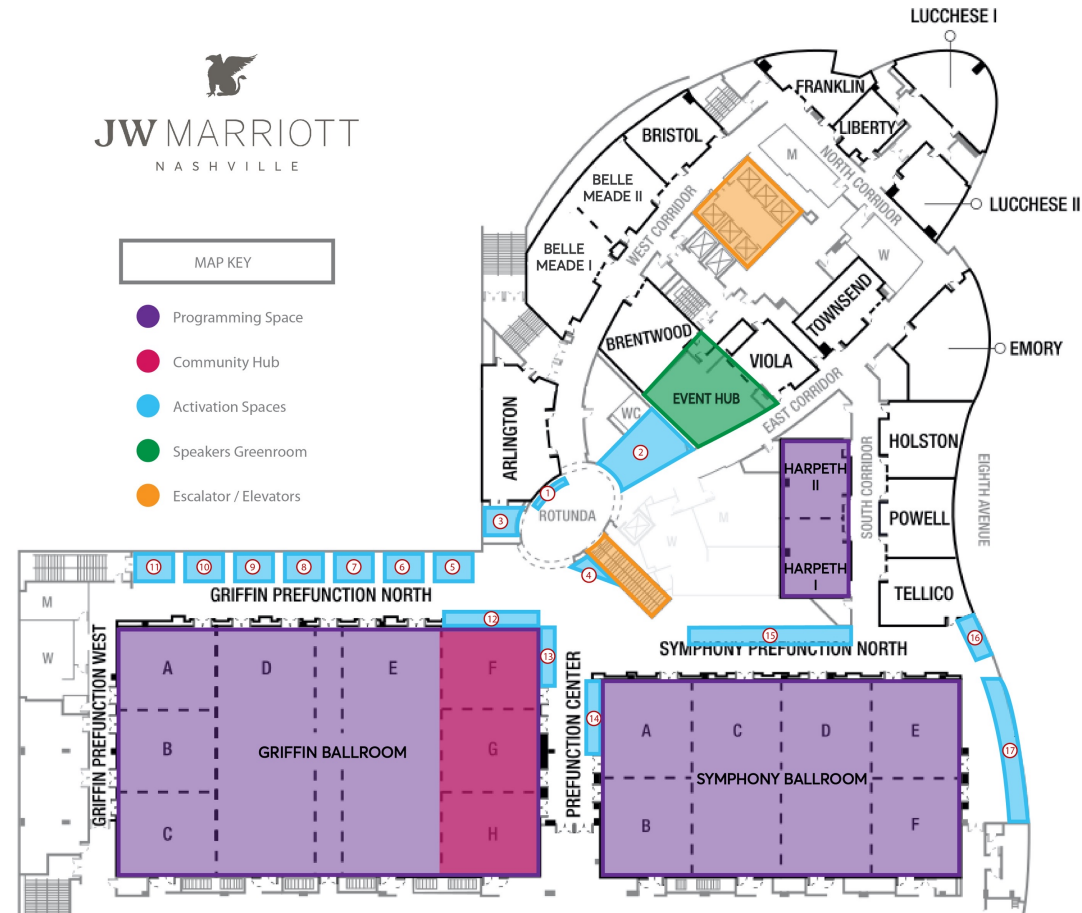 LUCCHESE I
JW MARRIOTT
NASHVILLE
FRANKLIN
LIBERTY
BRISTOL
M
NORTH CORRIDOR
BELLE
MEADE II
LUCCHESE II
WEST CORRIDOR
W
BELLE
MEADE I
MAP KEY
Programming Space
Community Hub
Activation Spaces
Speakers Greenroom
Escalator / Elevators
TOWNSEND
BRENTWOOD
VIOLA
EMORY
EVENT HUB
EAST CORRIDOR
WC
ARLINGTON
2
HOLSTON
HARPETH
II
SOUTH CORRIDOR
EIGHTH AVENUE
1
ROTUNDA
3
M
W
POWELL
HARPETH
I
4
TELLICO
11
10
9
8
7
6
5
GRIFFIN PREFUNCTION NORTH
M
W
12
13
15
16
SYMPHONY PREFUNCTION NORTH
GRIFFIN PREFUNCTION WEST
A
D
E
F
B
GRIFFIN BALLROOM
G
C
H
PREFUNCTION CENTER
14
A
C
D
E
17
SYMPHONY BALLROOM
B
F